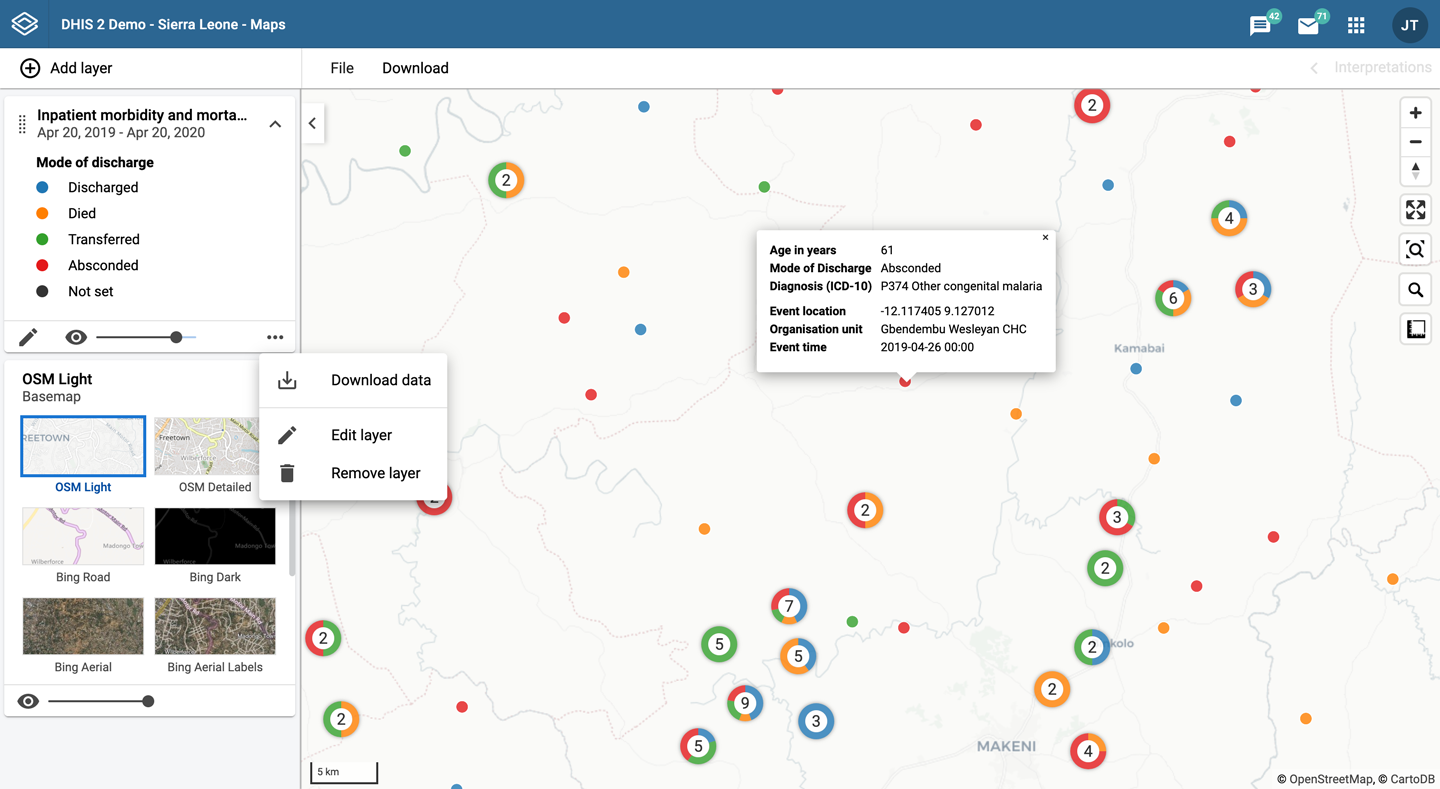 DHIS 2 Demo - Sierra Leone - Maps
42
71
JT
Add layer
File
Download
Interpretations
Inpatient morbidity and morta...
Apr 20, 2019 - Apr 20, 2020
Mode of discharge
Discharged
Died
Transferred
Absconded
Not set
Download data
Edit layer
Remove layer
OSM Light
Basemap
REETOWN
Freetown
Wilberforce
OSM Light
OSM Detailed
Wilberforce
Madongo Tow
Madongo Tow
Bing Road
Bing Dark
Bing Aerial
Bing Aerial Labels
2
2
4
6
3
Age in years 61
Mode of Discharge Absconded
Diagnosis (ICD-10) P374 Other congenital malaria
Event location -12.117405 9.127012
Organisation unit Gbendembu Wesleyan CHC
Event time 2019-04-26 00:00
×
Kamabai
2
2
3
2
7
2
5
5
2
kolo
2
9
2
3
5
4
MAKENI
5 km
© OpenStreetMap, © CartoDB